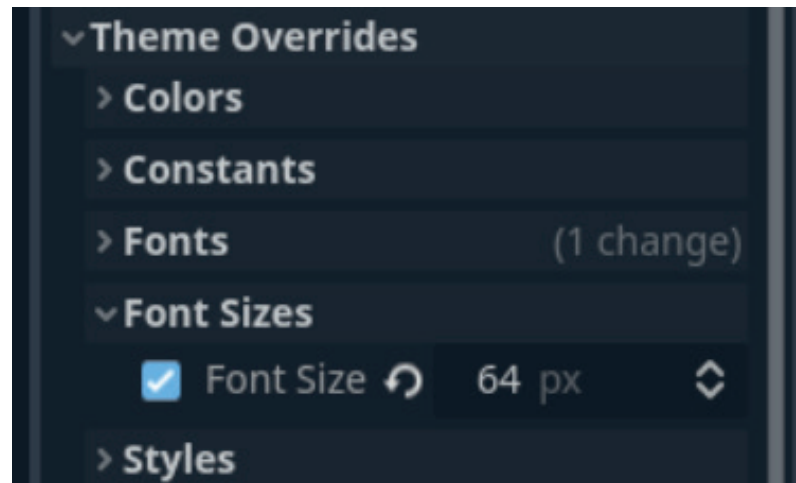 Theme Overrides
Colors
Constants
Fonts (1 change)
Font Sizes
Font Size 64 px
Styles